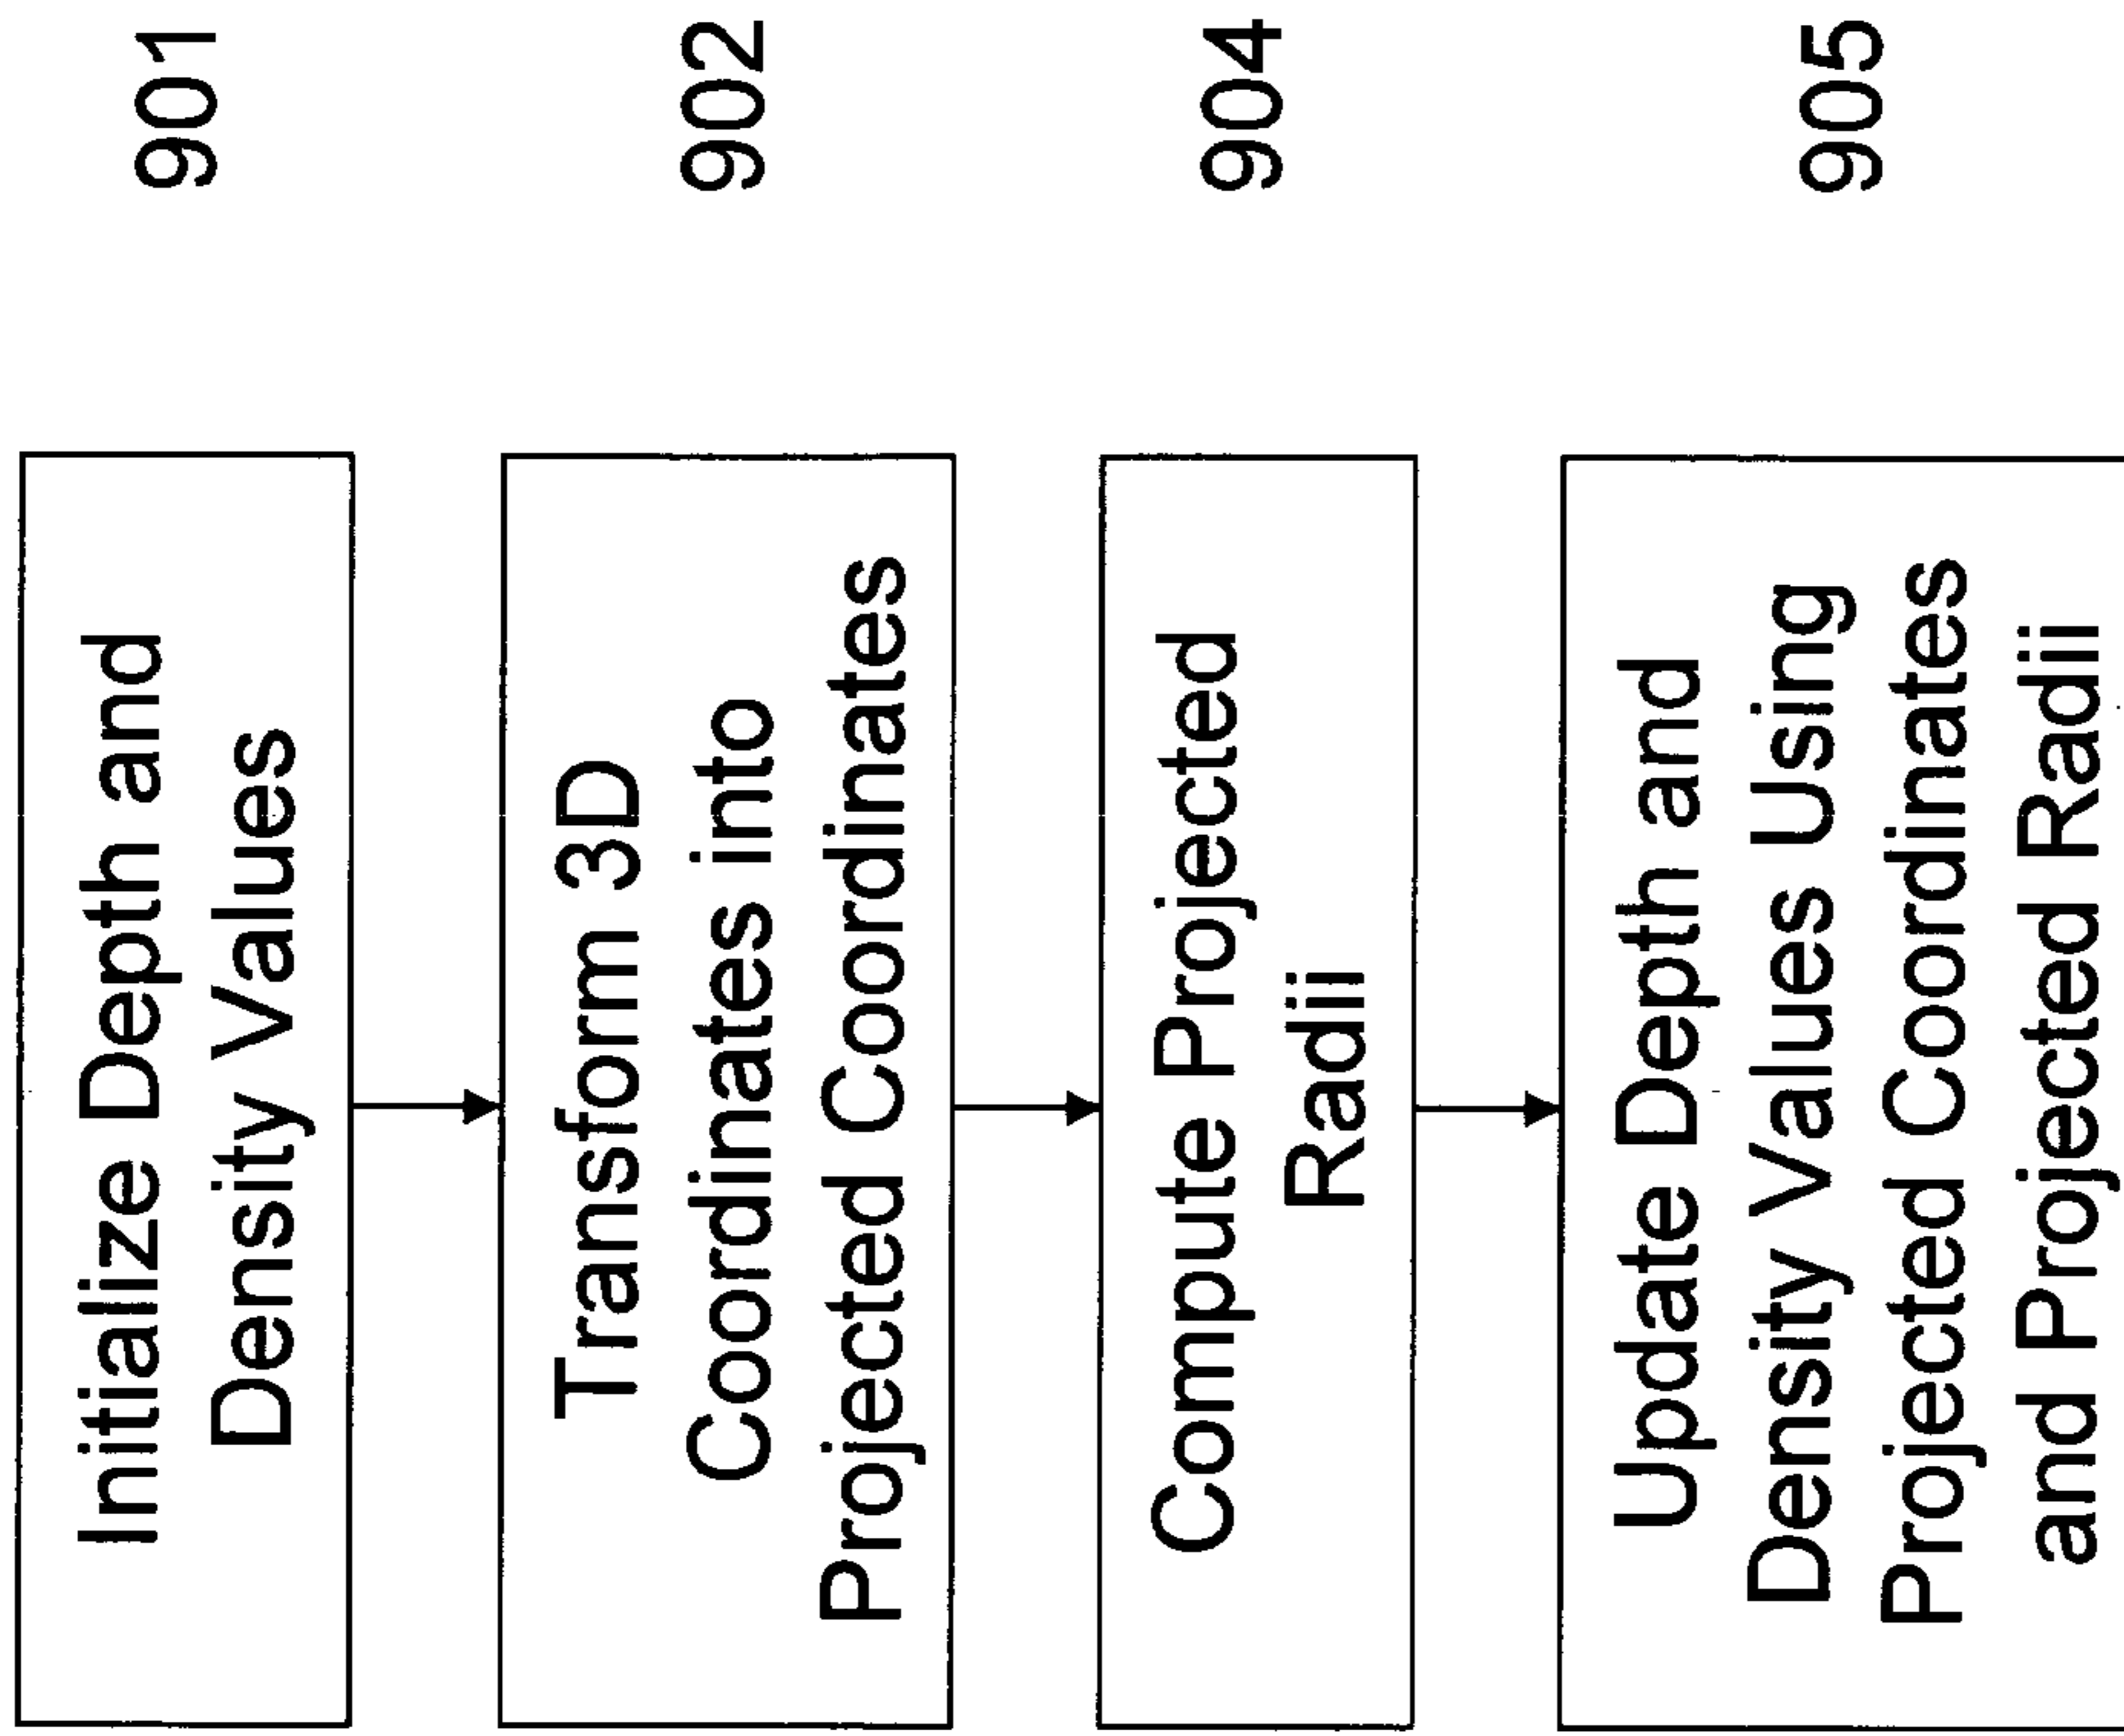 Initialize Depth and
Density Values
901
Transform 3D
Coordinates into
Projected Coordinates
902
Compute Projected
Radii
904
Update Depth and
Density Values Using
Projected Coordinates
and Projected Radii
905